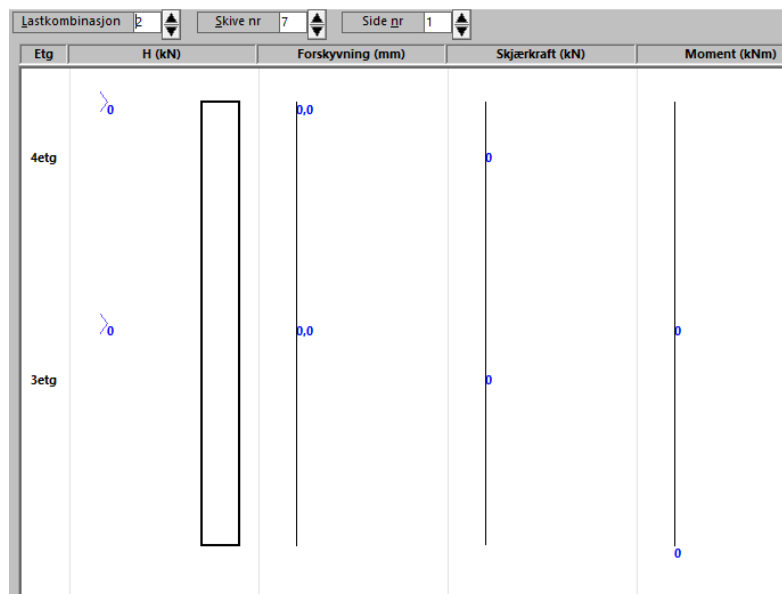 Lastkombinasjon 2 Skive nr 7 Side nr 1
Etg H (kN) Forskyvning (mm) Skjærkraft (kN) Moment (kNm)
0 0,0
4etg 0
0 0,0 0
3etg 0
0